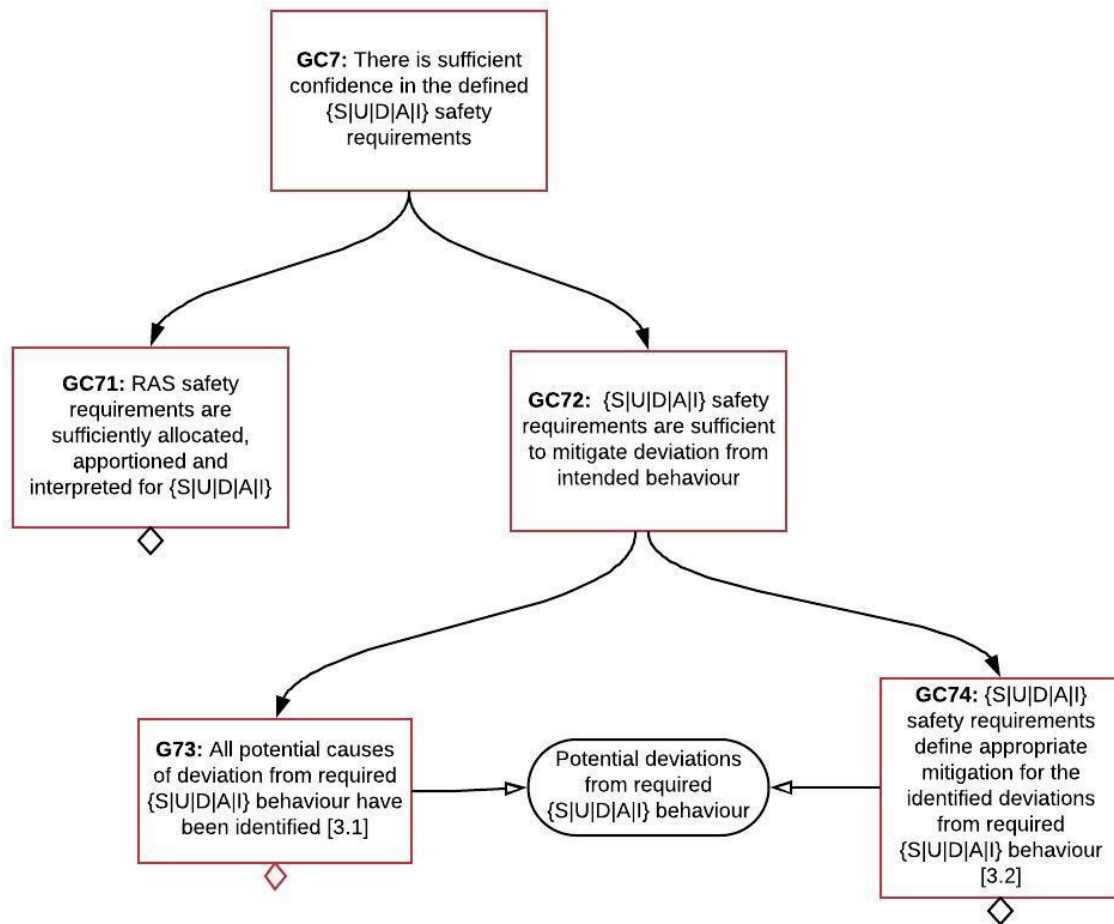 GC7: There is sufficient
confidence in the defined
{S|U|D|A|I} safety
requirements
GC71: RAS safety
requirements are
sufficiently allocated,
apportioned and
interpreted for {S|U|D|A|I}
GC72: {S|U|D|A|I} safety
requirements are sufficient
to mitigate deviation from
intended behaviour
G73: All potential causes
of deviation from required
{S|U|D|A|I} behaviour have
been identified [3.1]
Potential deviations
from required
{S|U|D|A|I} behaviour
GC74: {S|U|D|A|I}
safety requirements
define appropriate
mitigation for the
identified deviations
from required
{S|U|D|A|I} behaviour
[3.2]